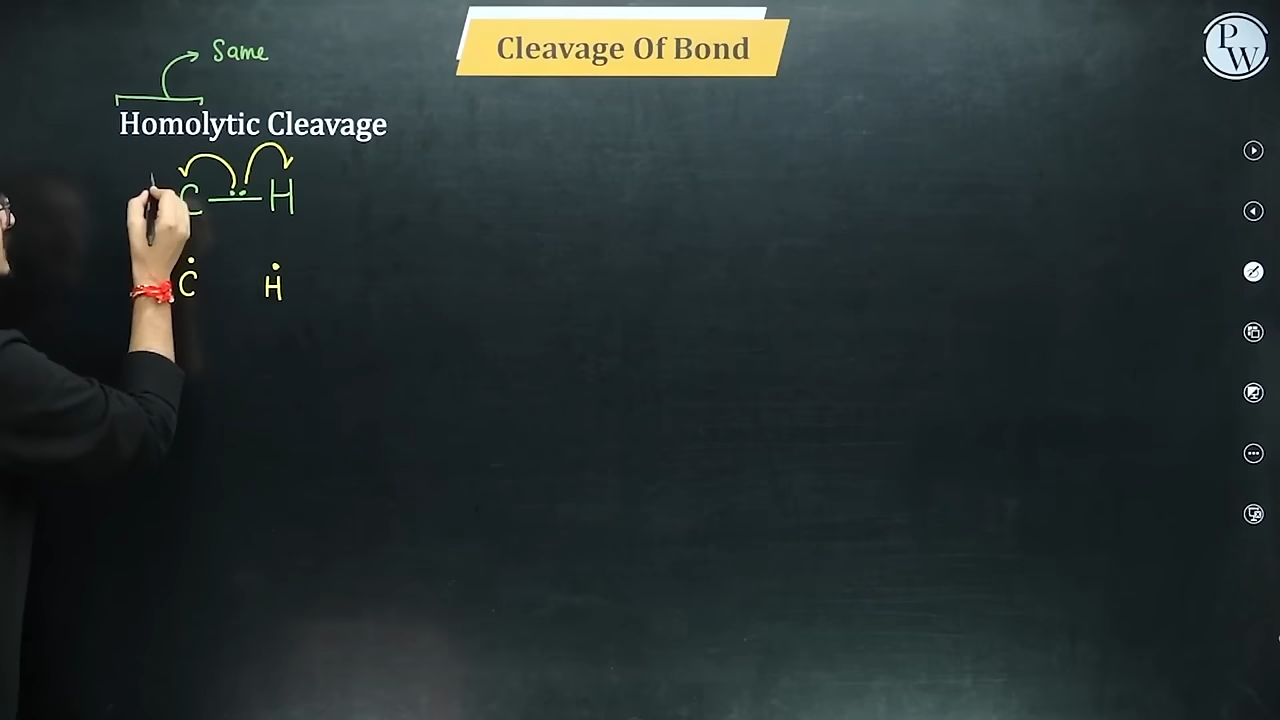 Cleavage Of Bond
PW
Same
Homolytic Cleavage
C — H
C H